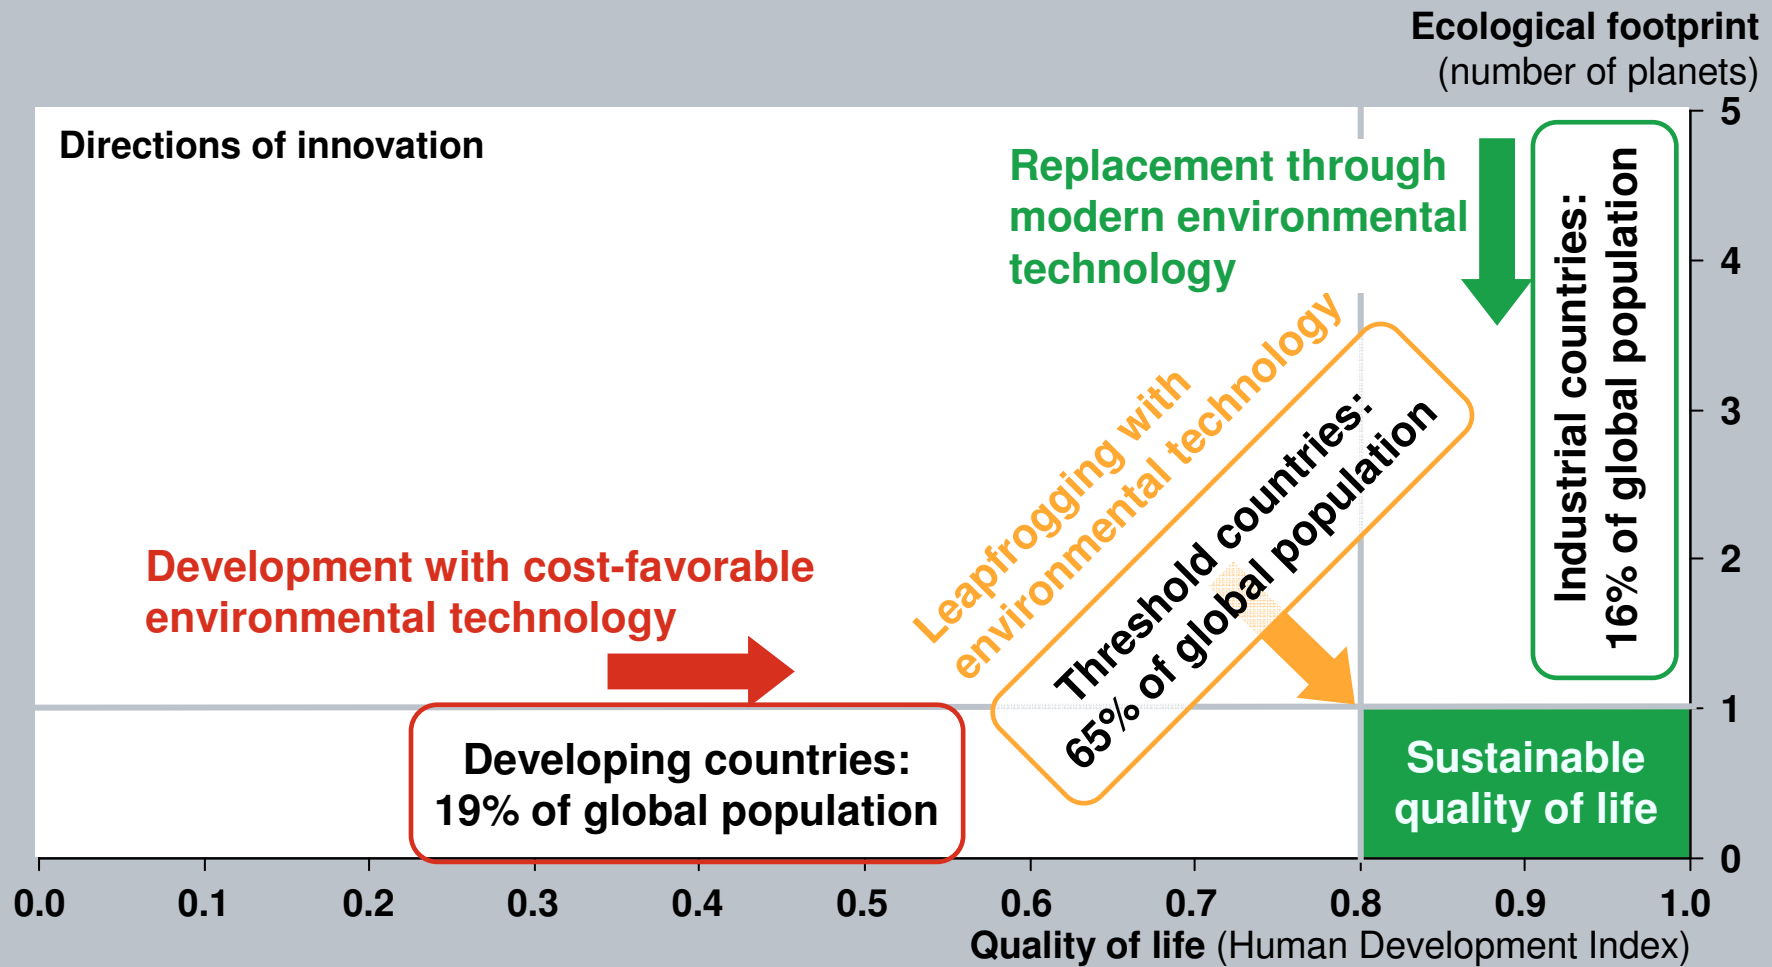 Ecological footprint
(number of planets)
Directions of innovation
Replacement through
modern environmental
technology
Industrial countries:
16% of global population
Leapfrogging with
environmental technology
Threshold countries:
65% of global population
Development with cost-favorable
environmental technology
Developing countries:
19% of global population
Sustainable
quality of life
5
4
3
2
1
0
0.0 0.1 0.2 0.3 0.4 0.5 0.6 0.7 0.8 0.9 1.0
Quality of life (Human Development Index)